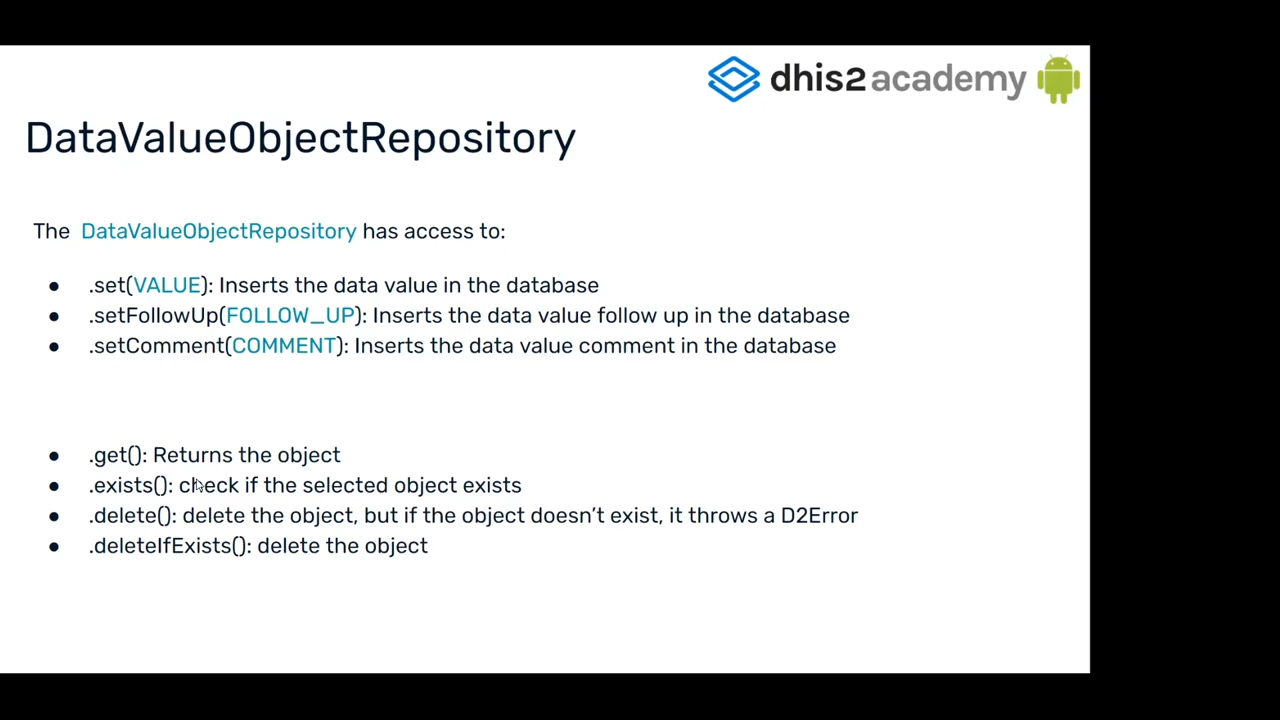 dhis2 academy
DataValueObjectRepository
The DataValueObjectRepository has access to:
● .set(VALUE): Inserts the data value in the database
● .setFollowUp(FOLLOW_UP): Inserts the data value follow up in the database
● .setComment(COMMENT): Inserts the data value comment in the database
● .get(): Returns the object
● .exists(): check if the selected object exists
● .delete(): delete the object, but if the object doesn’t exist, it throws a D2Error
● .deleteIfExists(): delete the object